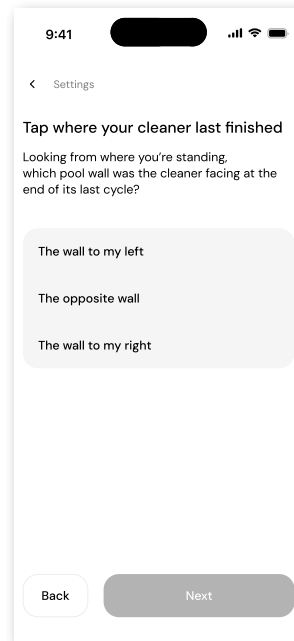 9:41
Settings
Tap where your cleaner last finished
Looking from where you’re standing,
which pool wall was the cleaner facing at the
end of its last cycle?
The wall to my left
The opposite wall
The wall to my right
Back
Next